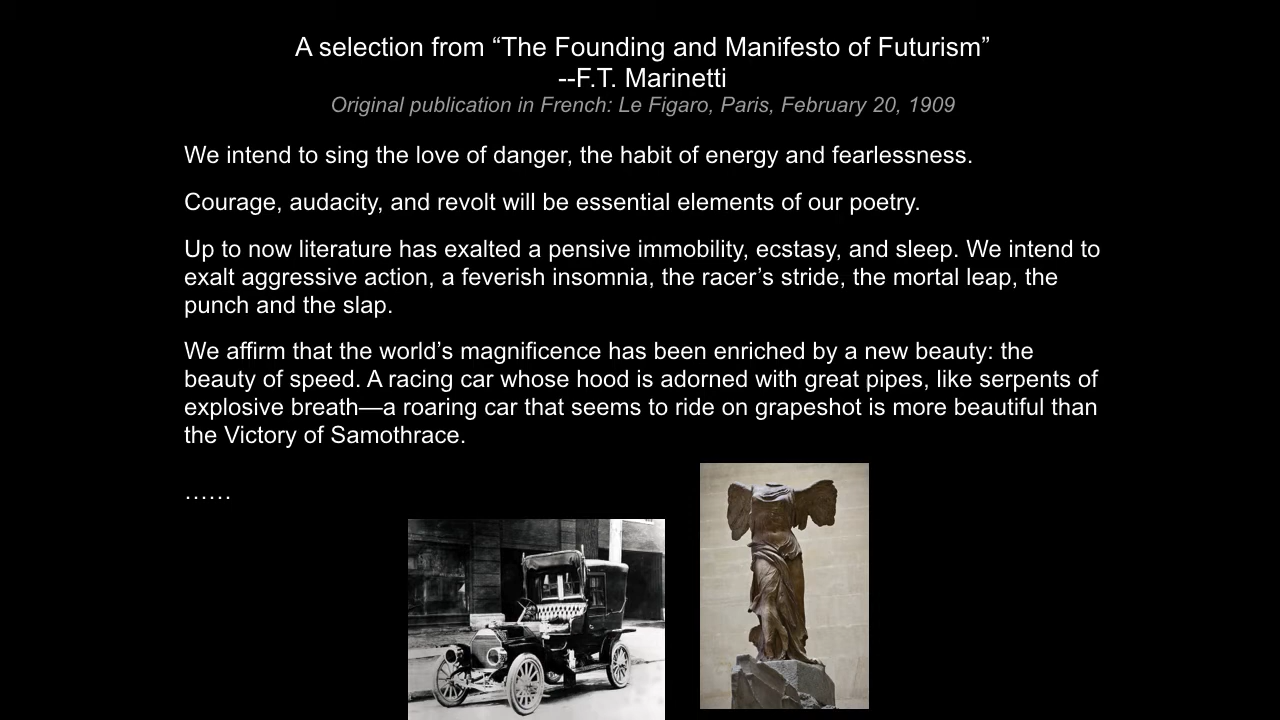 A selection from “The Founding and Manifesto of Futurism”
--F.T. Marinetti
Original publication in French: Le Figaro, Paris, February 20, 1909
We intend to sing the love of danger, the habit of energy and fearlessness.
Courage, audacity, and revolt will be essential elements of our poetry.
Up to now literature has exalted a pensive immobility, ecstasy, and sleep. We intend to
exalt aggressive action, a feverish insomnia, the racer’s stride, the mortal leap, the
punch and the slap.
We affirm that the world’s magnificence has been enriched by a new beauty: the
beauty of speed. A racing car whose hood is adorned with great pipes, like serpents of
explosive breath—a roaring car that seems to ride on grapeshot is more beautiful than
the Victory of Samothrace.
……